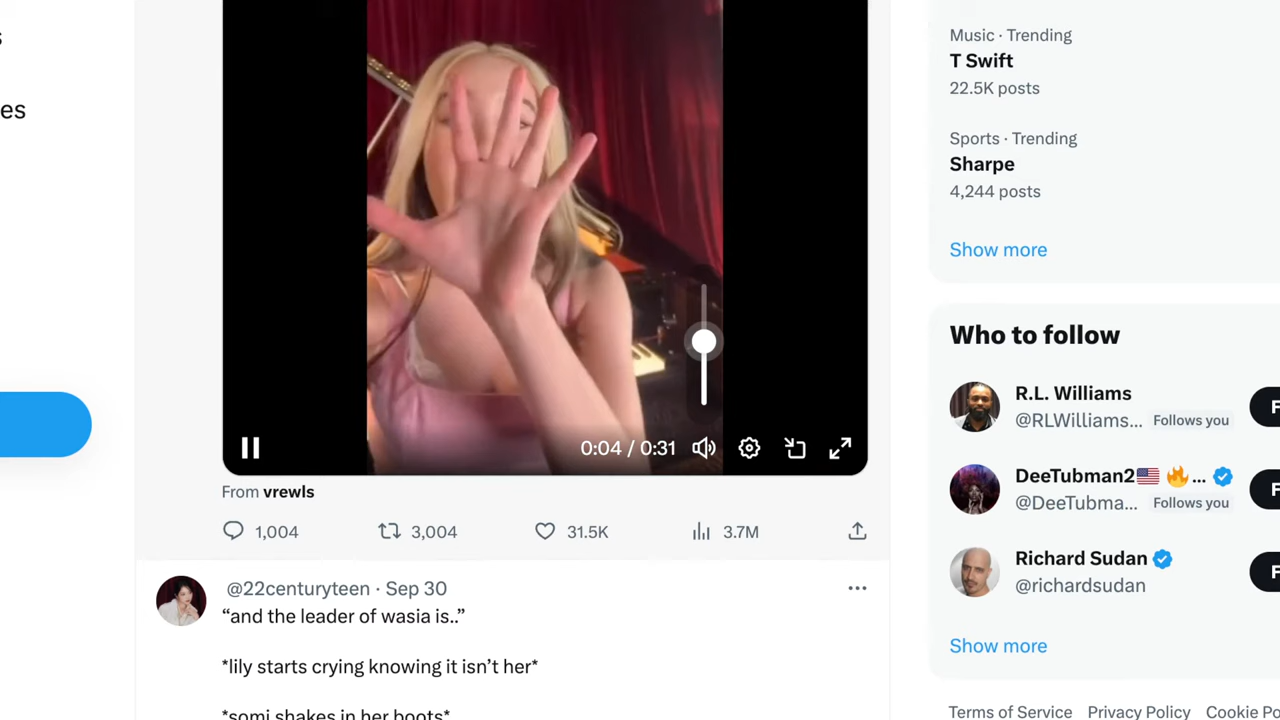 s
es
0:04 / 0:31
From vrewls
1,004
3,004
31.5K
3.7M
@22centuryteen · Sep 30
“and the leader of wasia is..”
*lily starts crying knowing it isn’t her*
*somi shakes in her boots*
Music · Trending
T Swift
22.5K posts
Sports · Trending
Sharpe
4,244 posts
Show more
Who to follow
R.L. Williams
@RLWilliams... Follows you
F
DeeTubman2🇺🇸 🔥...
@DeeTubma... Follows you
F
Richard Sudan
@richardsudan
F
Show more
Terms of Service Privacy Policy Cookie Po